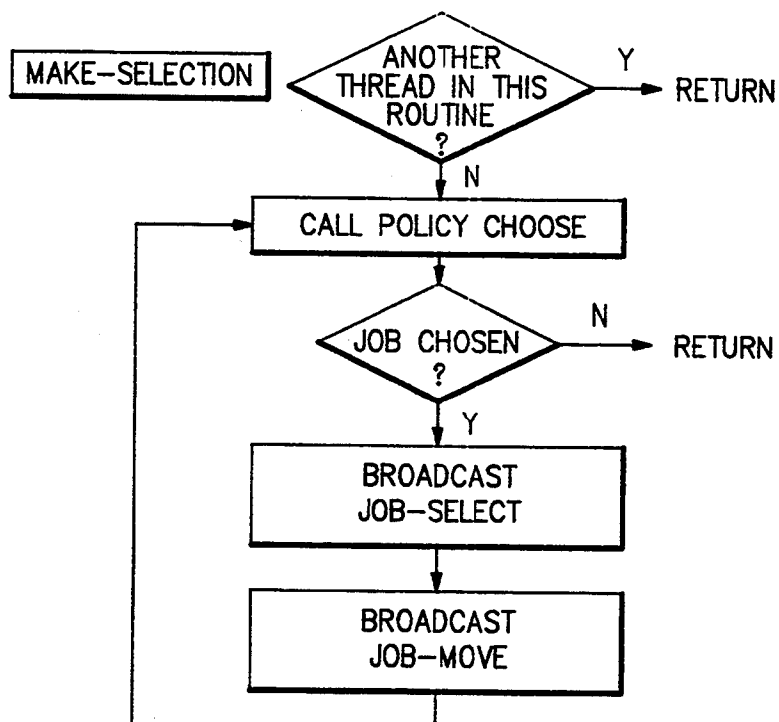 MAKE-SELECTION
ANOTHER
THREAD IN THIS
ROUTINE
?
Y
RETURN
N
CALL POLICY CHOOSE
JOB CHOSEN
?
N
RETURN
Y
BROADCAST
JOB-SELECT
BROADCAST
JOB-MOVE